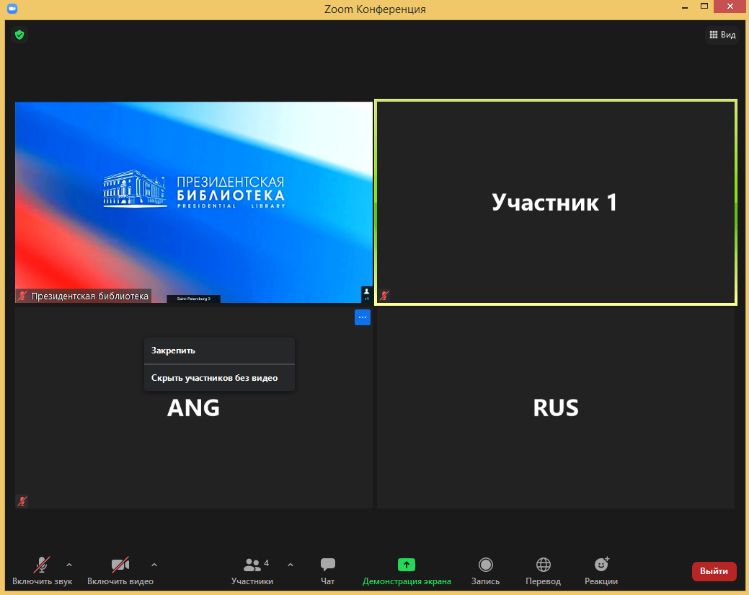 Zoom Конференция
Вид
ПРЕЗИДЕНТСКАЯ
БИБЛИОТЕКА
PRESIDENTIAL LIBRARY
Президентская библиотека
Участник 1
Закрепить
Скрыть участников без видео
ANG
RUS
4
Включить звук
Включить видео
Участники
Чат
Демонстрация экрана
Запись
Перевод
Реакции
Выйти